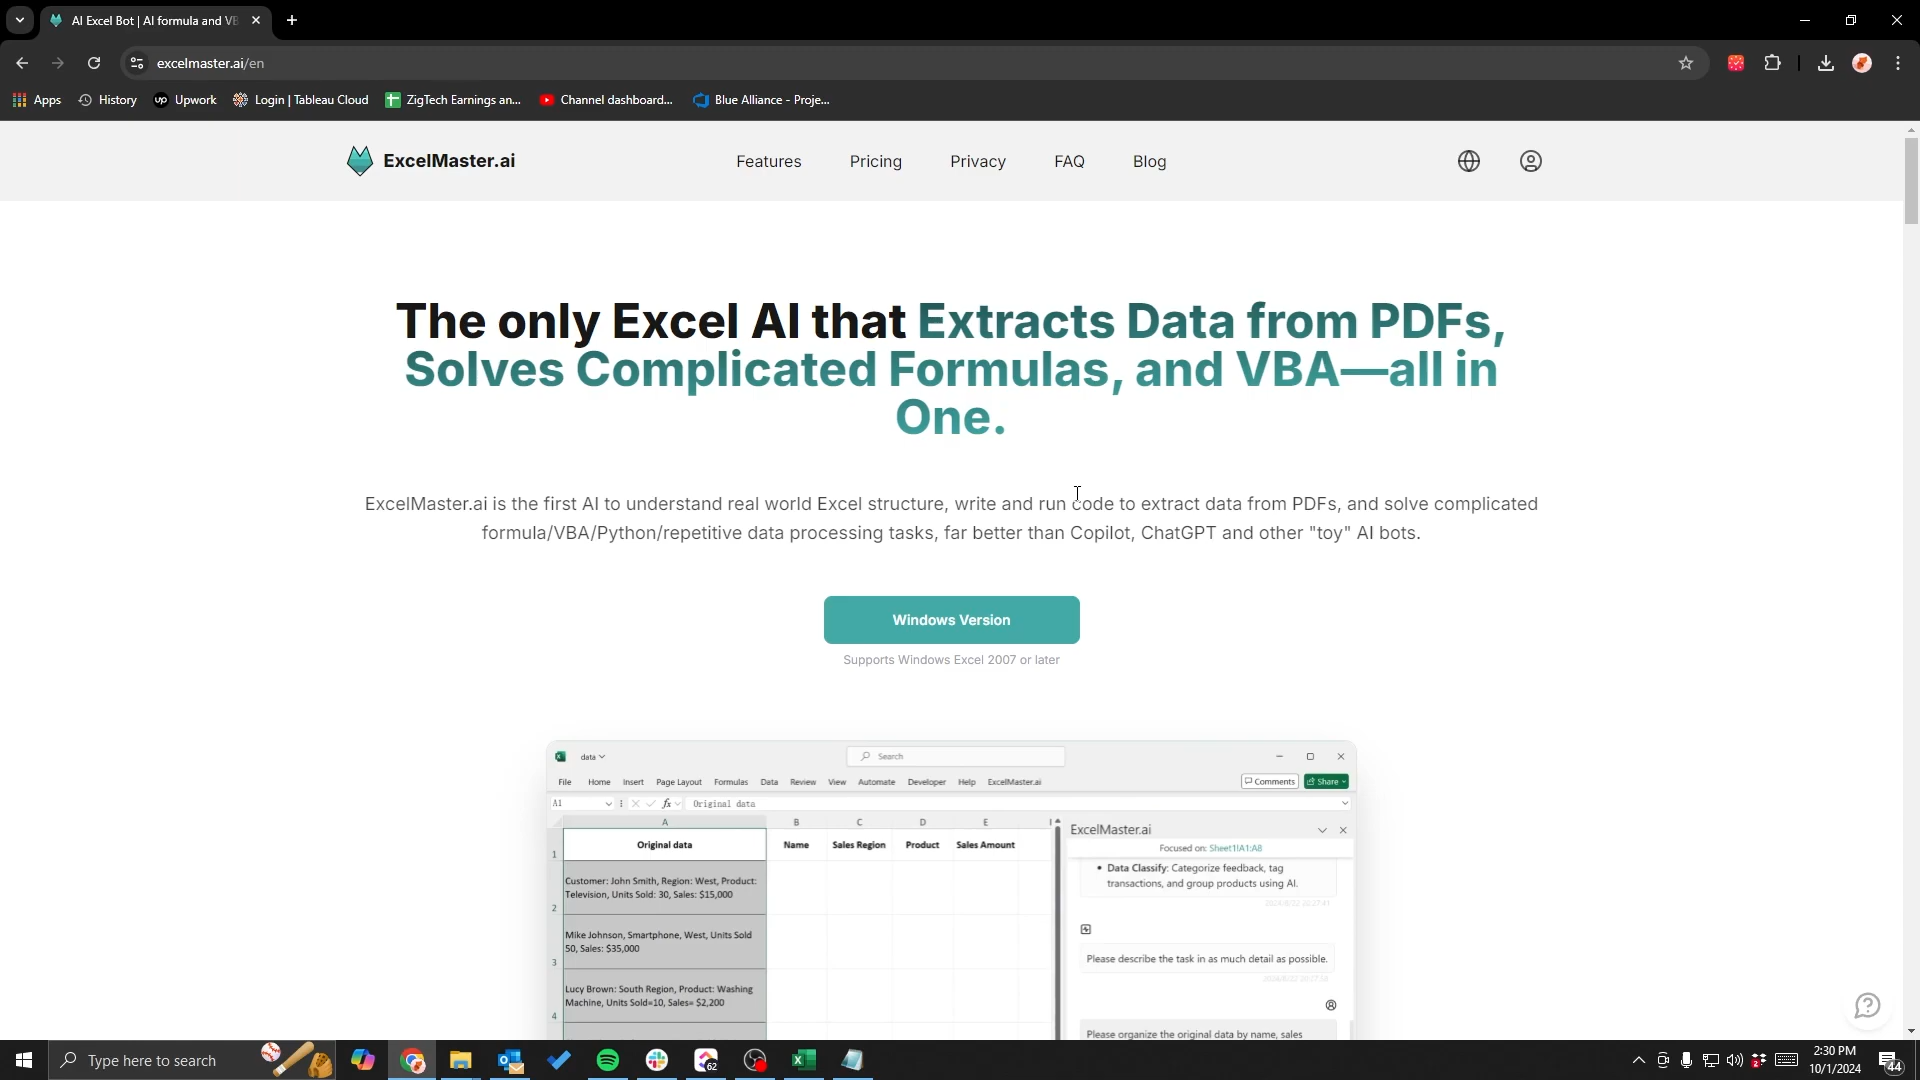 AI Excel Bot | AI formula and VB
excelmaster.ai/en
Apps
History
Upwork
Login | Tableau Cloud
ZigTech Earnings an...
Channel dashboard...
Blue Alliance - Proje...
ExcelMaster.ai
Features
Pricing
Privacy
FAQ
Blog
The only Excel AI that Extracts Data from PDFs,
Solves Complicated Formulas, and VBA—all in
One.
ExcelMaster.ai is the first AI to understand real world Excel structure, write and run code to extract data from PDFs, and solve complicated
formula/VBA/Python/repetitive data processing tasks, far better than Copilot, ChatGPT and other "toy" AI bots.
Windows Version
Supports Windows Excel 2007 or later
data
Search
File
Home
Insert
Page Layout
Formulas
Data
Review
View
Automate
Developer
Help
ExcelMaster.ai
Comments
Share
A1
fx
Original data
A
B
C
D
E
ExcelMaster.ai
Focused on: Sheet1!A1:A8
1
Original data
Name
Sales Region
Product
Sales Amount
• Data Classify: Categorize feedback, tag
transactions, and group products using AI.
2024/8/22 20:27:41
Customer: John Smith, Region: West, Product:
Television, Units Sold: 30, Sales: $15,000
2
Mike Johnson, Smartphone, West, Units Sold
50, Sales: $35,000
3
Please describe the task in as much detail as possible.
Lucy Brown: South Region, Product: Washing
Machine, Units Sold=10, Sales= $2,200
4
Please organize the original data by name, sales
Type here to search
62
2
2:30 PM
10/1/2024
44